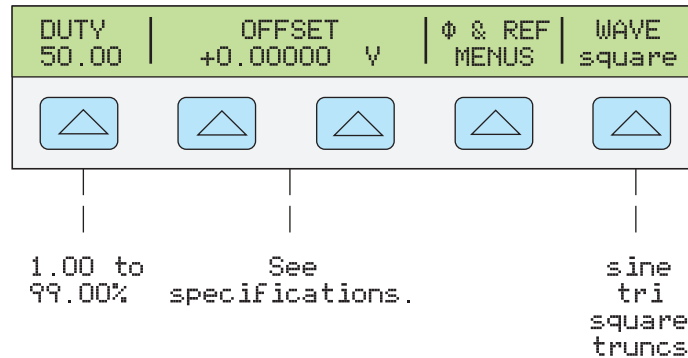 DUTY | OFFSET | Φ & REF | WAVE
50.00 | +0.00000 V | MENUS | square
1.00 to
99.00%
See
specifications.
sine
tri
square
truncs